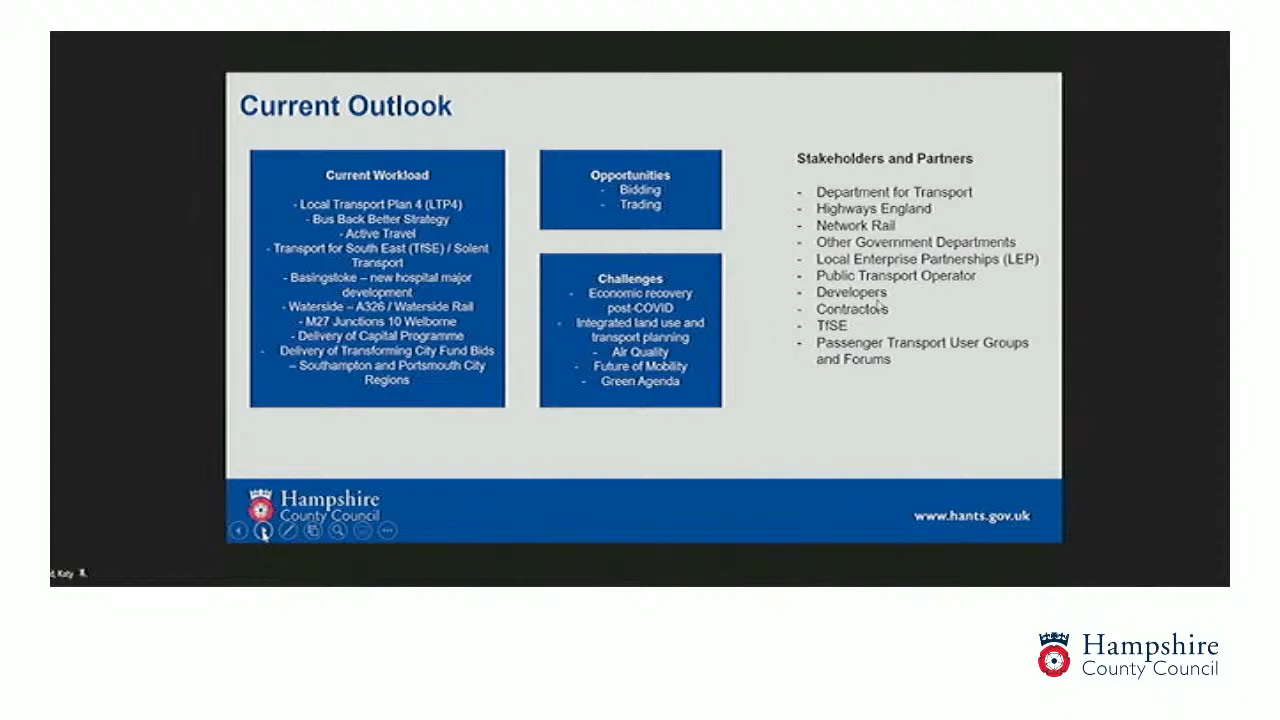 Current Outlook
Current Workload
- Local Transport Plan 4 (LTP4)
- Bus Back Better Strategy
- Active Travel
- Transport for South East (TfSE) / Solent
Transport
- Basingstoke – new hospital major
development
- Waterside – A326 / Waterside Rail
- M27 Junctions 10 Welborne
- Delivery of Capital Programme
- Delivery of Transforming City Fund Bids
– Southampton and Portsmouth City
Regions
Opportunities
- Bidding
- Trading
Challenges
- Economic recovery
post-COVID
- Integrated land use and
transport planning
- Air Quality
- Future of Mobility
- Green Agenda
Stakeholders and Partners
- Department for Transport
- Highways England
- Network Rail
- Other Government Departments
- Local Enterprise Partnerships (LEP)
- Public Transport Operator
- Developers
- Contractors
- TfSE
- Passenger Transport User Groups
and Forums
Hampshire
County Council
www.hants.gov.uk
Katy
Hampshire
County Council